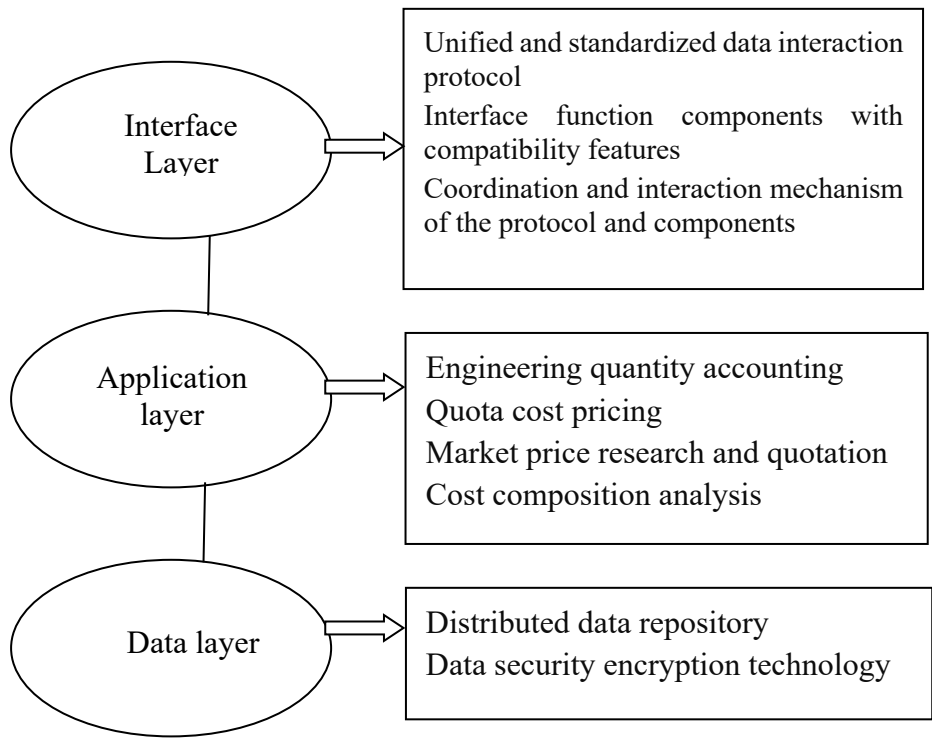 Interface
Layer
Unified and standardized data interaction
protocol
Interface function components with
compatibility features
Coordination and interaction mechanism
of the protocol and components
Application
layer
Engineering quantity accounting
Quota cost pricing
Market price research and quotation
Cost composition analysis
Data layer
Distributed data repository
Data security encryption technology